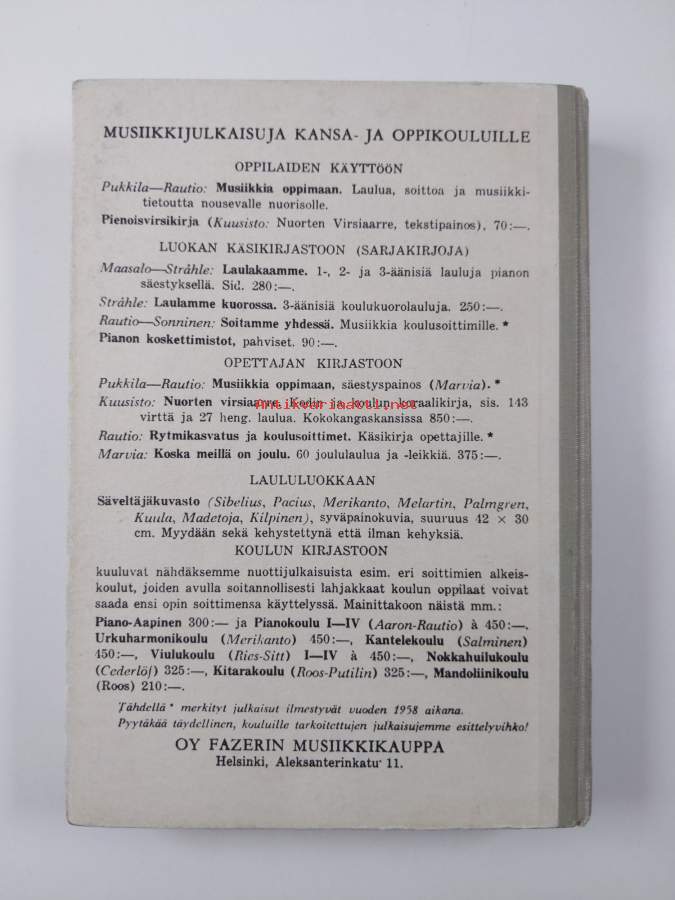 MUSIIKKIJULKAISUJA KANSA- JA OPPIKOULUILLE
OPPILAIDEN KÄYTTÖÖN
Pukkila—Rautio: Musiikkia oppimaan. Laulua, soittoa ja musiikki-
tietoutta nousevalle nuorisolle.
Pienoisvirsikirja (Kuusisto: Nuorten Virsiaarre, tekstipainos), 70:—.
LUOKAN KÄSIKIRJASTOON (SARJAKIRJOJA)
Maasalo—Stråhle: Laulakaamme. 1-, 2- ja 3-äänisiä lauluja pianon
säestyksellä. Sid. 280:—.
Stråhle: Laulamme kuorossa. 3-äänisiä koulukuorolauluja. 250:—.
Rautio—Sonninen: Soitamme yhdessä. Musiikkia koulusoittimille. *
Pianon koskettimistot, pahviset. 90:—.
OPETTAJAN KIRJASTOON
Pukkila—Rautio: Musiikkia oppimaan, säestyspainos (Marvia). *
Kuusisto: Nuorten virsiaarre. Kodin ja koulun koraalikirja, sis. 143
Antikvariaatti.net
virttä ja 27 heng. laulua. Kokokangaskansissa 850:—.
Rautio: Rytmikasvatus ja koulusoittimet. Käsikirja opettajille. *
Marvia: Koska meillä on joulu. 60 joululaulua ja -leikkiä. 375:—.
LAULULUOKKAAN
Säveltäjäkuvasto (Sibelius, Pacius, Merikanto, Melartin, Palmgren,
Kuula, Madetoja, Kilpinen), syväpainokuvia, suuruus 42 × 30
cm. Myydään sekä kehystettynä että ilman kehyksiä.
KOULUN KIRJASTOON
kuuluvat nähdäksemme nuottijulkaisuista esim. eri soittimien alkeis-
koulut, joiden avulla soitannollisesti lahjakkaat koulun oppilaat voivat
saada ensi opin soittimensa käyttelyssä. Mainittakoon näistä mm.:
Piano-Aapinen 300:— ja Pianokoulu I—IV (Aaron-Rautio) à 450:—,
Urkuharmonikoulu (Merikanto) 450:—, Kantelekoulu (Salminen)
450:—, Viulukoulu (Ries-Sitt) I—IV à 450:—, Nokkahuilukoulu
(Cederlöf) 325:—, Kitarakoulu (Roos-Putilin) 325:—, Mandoliinikoulu
(Roos) 210:—.
Tähdellä * merkityt julkaisut ilmestyvät vuoden 1958 aikana.
Pyytäkää täydellinen, kouluille tarkoitettujen julkaisujemme esittelyvihko!
OY FAZERIN MUSIIKKIKAUPPA
Helsinki, Aleksanterinkatu 11.